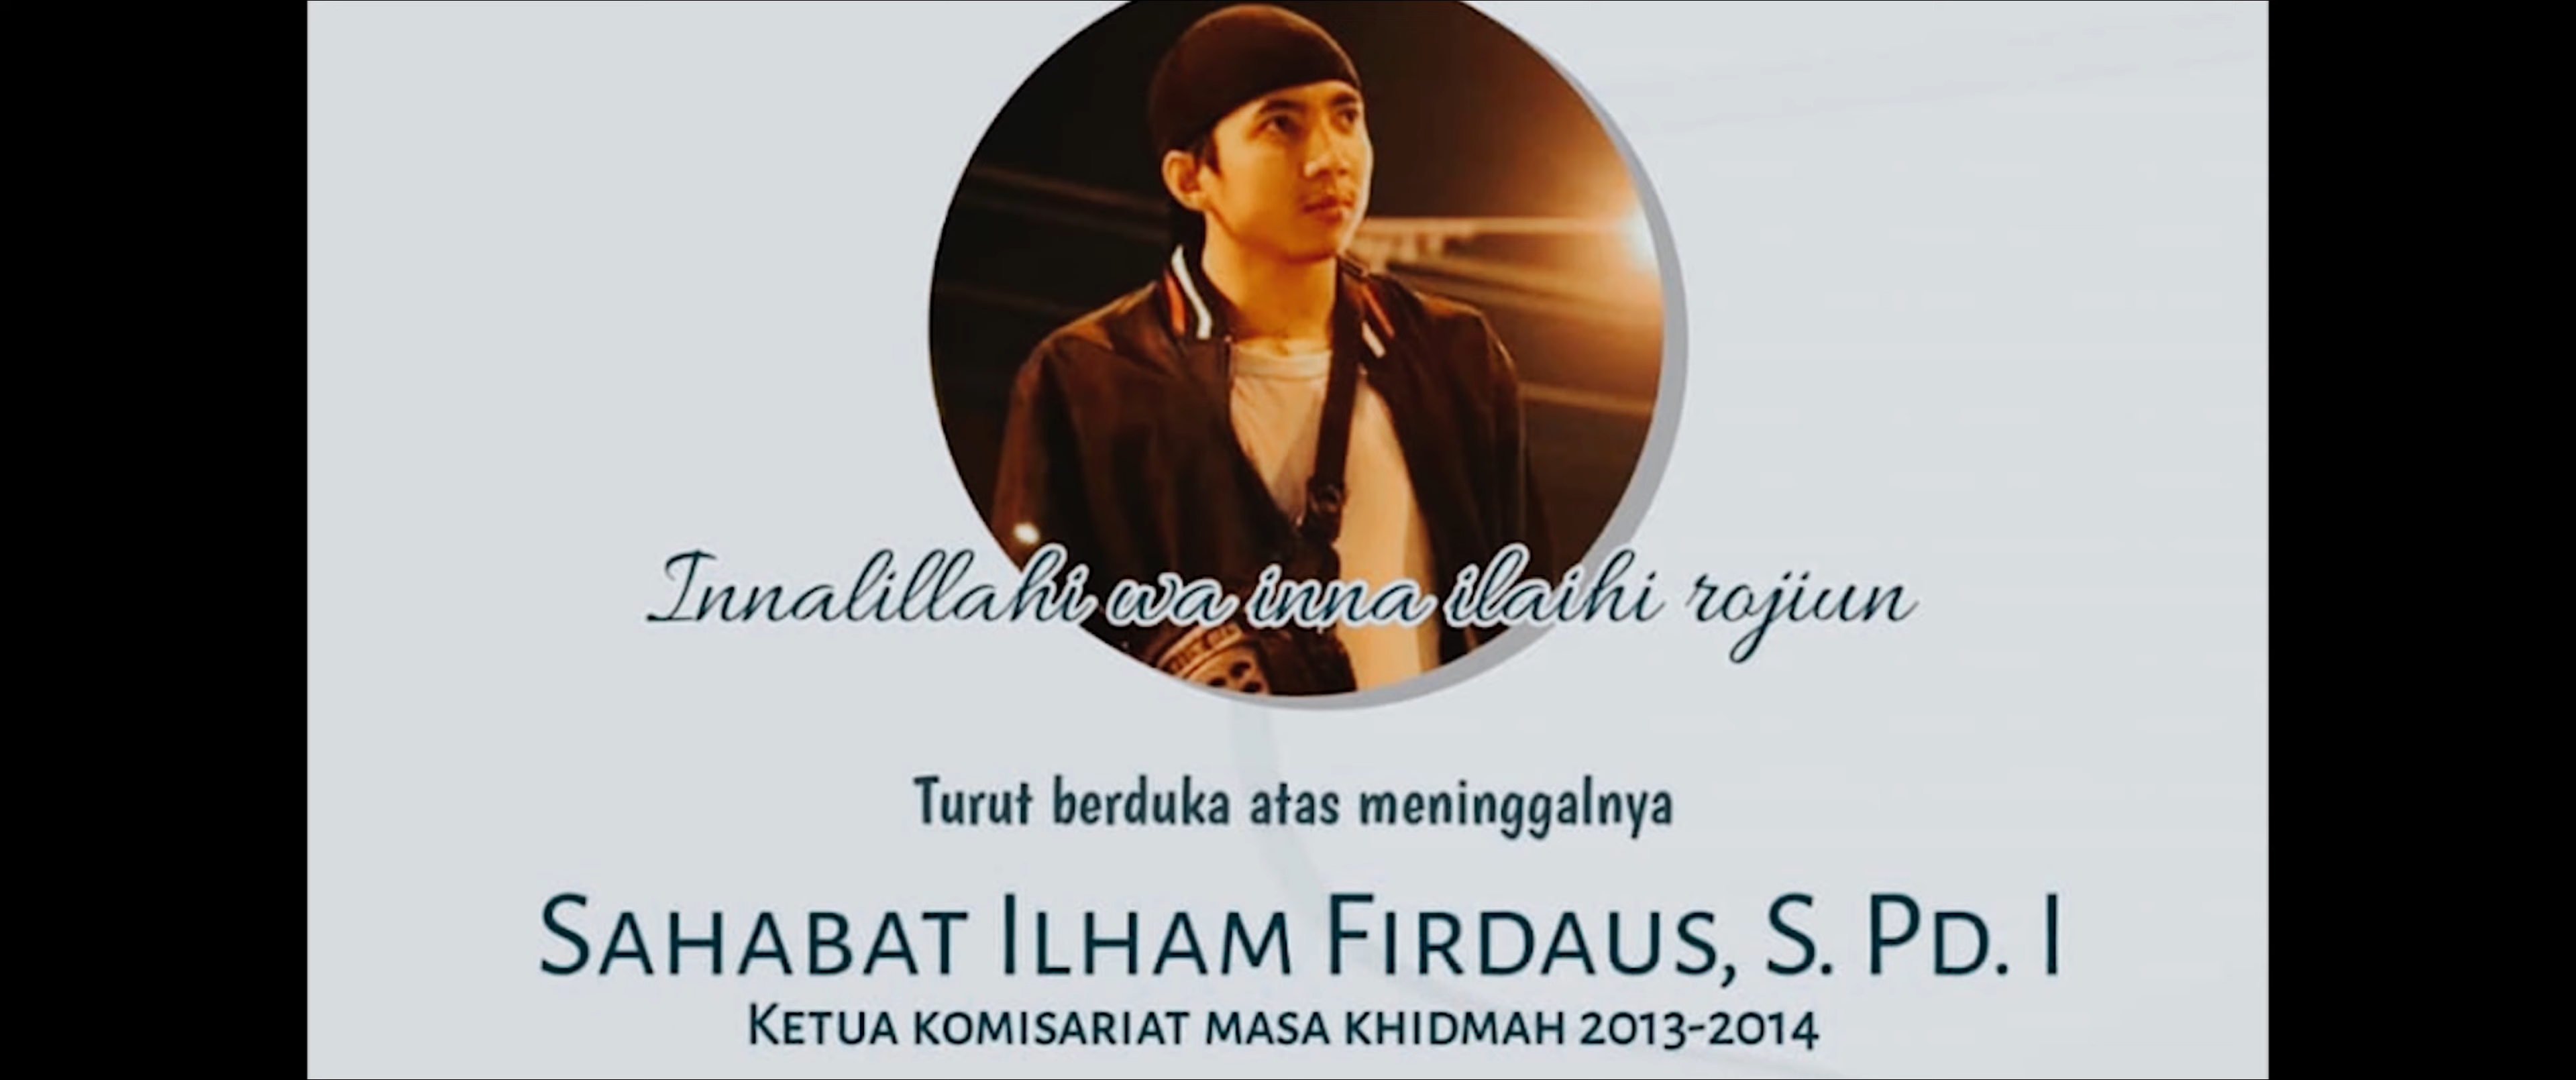 Innalillahi wa inna ilaihi rojiun
Turut berduka atas meninggalnya
Sahabat Ilham Firdaus, S. Pd. I
Ketua komisariat masa khidmah 2013-2014